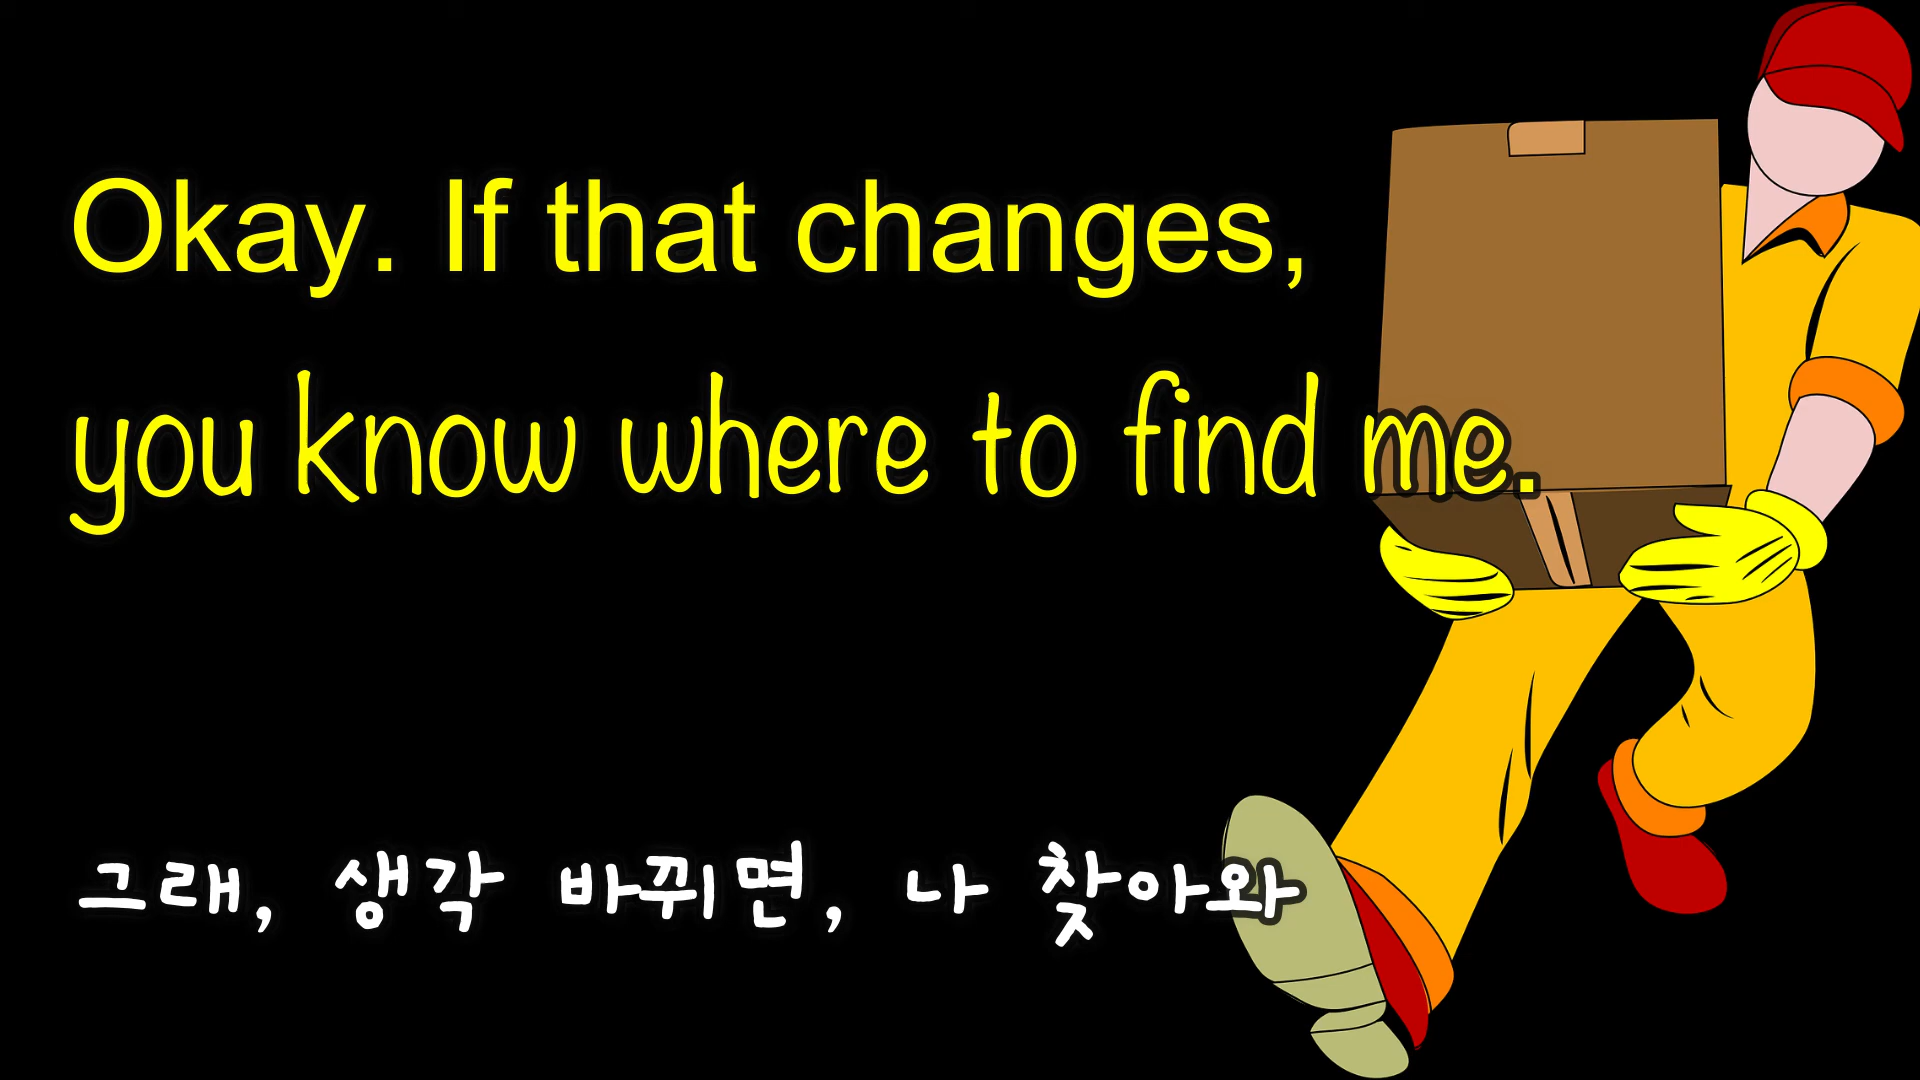 Okay. If that changes,
you know where to find me.
그래, 생각 바뀌면, 나 찾아와